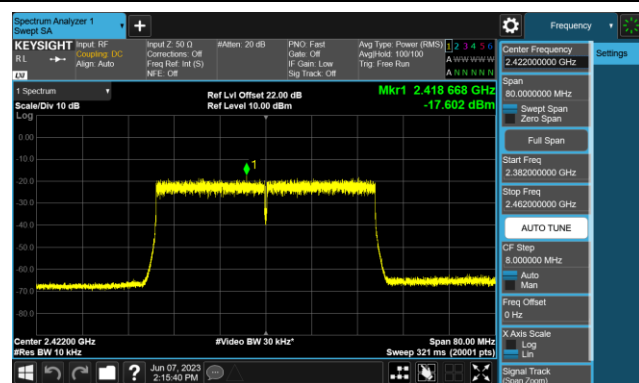 Spectrum Analyzer 1
Swept SA
Frequency
KEYSIGHT
Input: RF
Input Z: 50 Ω
#Atten: 20 dB
PNO: Fast
Avg Type: Power (RMS)
1 2 3 4 5 6
R L
Coupling: DC
Corrections: Off
Gate: Off
Avg|Hold: 100/100
A W W W W W
Align: Auto
Freq Ref: Int (S)
IF Gain: Low
Trig: Free Run
NFE: Off
Sig Track: Off
A N N N N N
LV
1 Spectrum
Scale/Div 10 dB
Log
Ref Lvl Offset 22.00 dB
Ref Level 10.00 dBm
Mkr1 2.418 668 GHz
-17.602 dBm
0.00
-10.0
-20.0
-30.0
-40.0
-50.0
-60.0
-70.0
-80.0
1
Center 2.42200 GHz
#Res BW 10 kHz
#Video BW 30 kHz*
Span 80.00 MHz
Sweep 321 ms (20001 pts)
Jun 07, 2023
2:15:40 PM
Center Frequency
2.422000000 GHz
Span
80.0000000 MHz
Swept Span
Zero Span
Full Span
Start Freq
2.382000000 GHz
Stop Freq
2.462000000 GHz
AUTO TUNE
CF Step
8.000000 MHz
Auto
Man
Freq Offset
0 Hz
X Axis Scale
Log
Lin
Signal Track
(Span Zoom)
Settings